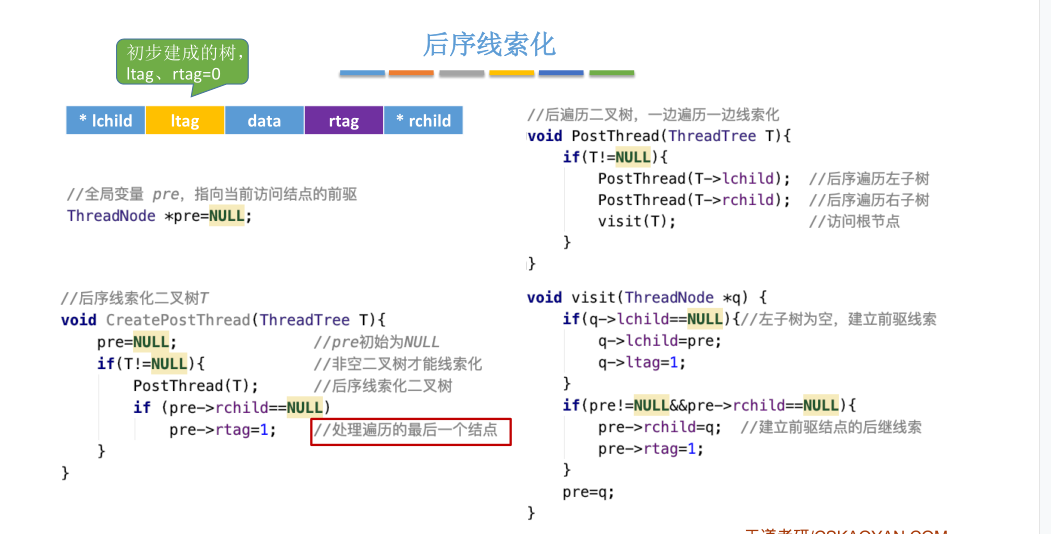 后序线索化
初步建成的树，
ltag、rtag=0
* lchild ltag data rtag * rchild
//全局变量 pre，指向当前访问结点的前驱
ThreadNode *pre=NULL;
//后序线索化二叉树T
void CreatePostThread(ThreadTree T){
pre=NULL; //pre初始为NULL
if(T!=NULL){ //非空二叉树才能线索化
PostThread(T); //后序线索化二叉树
if (pre->rchild==NULL)
pre->rtag=1; //处理遍历的最后一个结点
}
}
//后遍历二叉树，一边遍历一边线索化
void PostThread(ThreadTree T){
if(T!=NULL){
PostThread(T->lchild); //后序遍历左子树
PostThread(T->rchild); //后序遍历右子树
visit(T); //访问根节点
}
}
void visit(ThreadNode *q) {
if(q->lchild==NULL){//左子树为空，建立前驱线索
q->lchild=pre;
q->ltag=1;
}
if(pre!=NULL&&pre->rchild==NULL){
pre->rchild=q; //建立前驱结点的后继线索
pre->rtag=1;
}
pre=q;
}
王道考研/CSKAOYAN.COM